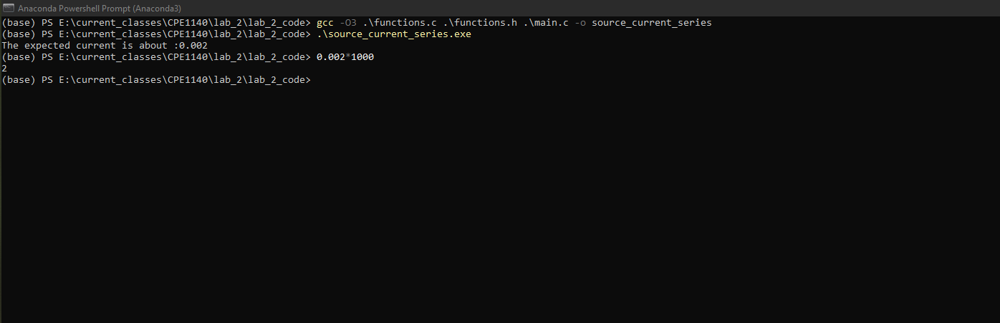 Anaconda Powershell Prompt (Anaconda3)
(base) PS E:\current_classes\CPE1140\lab_2\lab_2_code> gcc -O3 .\functions.c .\functions.h .\main.c -o source_current_series
(base) PS E:\current_classes\CPE1140\lab_2\lab_2_code> .\source_current_series.exe
The expected current is about :0.002
(base) PS E:\current_classes\CPE1140\lab_2\lab_2_code> 0.002*1000
2
(base) PS E:\current_classes\CPE1140\lab_2\lab_2_code>